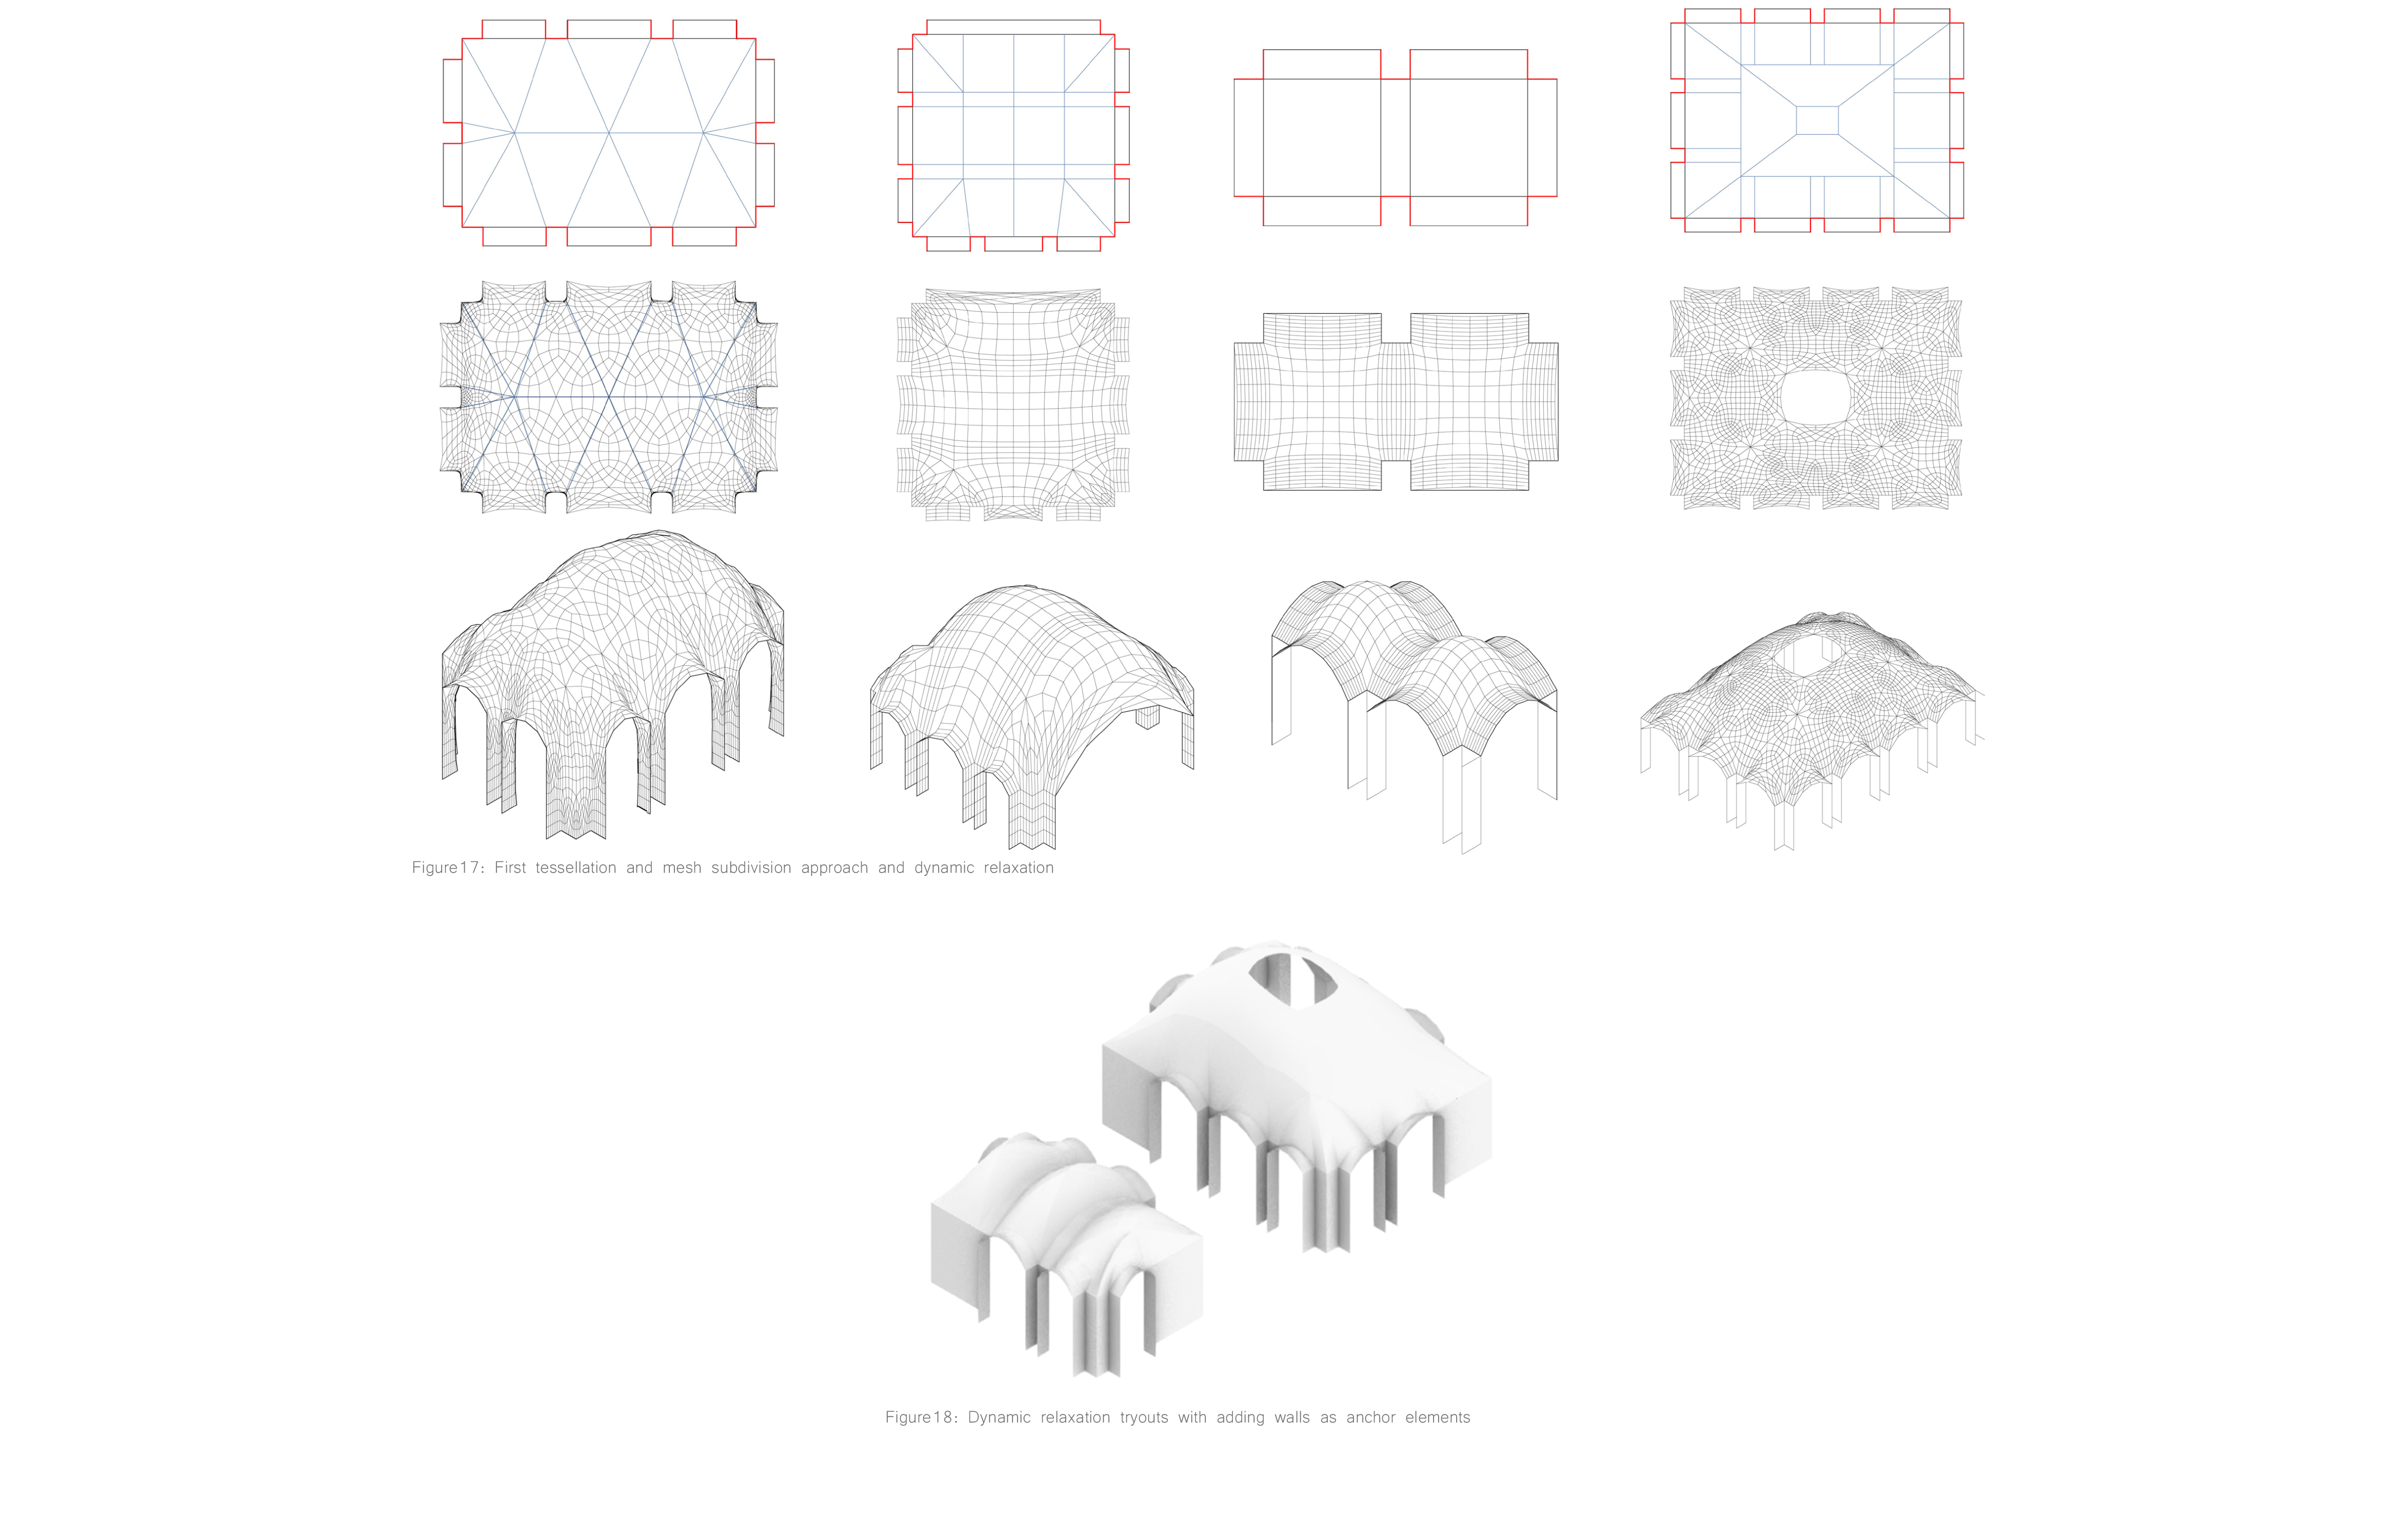 Figure17: First tessellation and mesh subdivision approach and dynamic relaxation
Figure18: Dynamic relaxation tryouts with adding walls as anchor elements